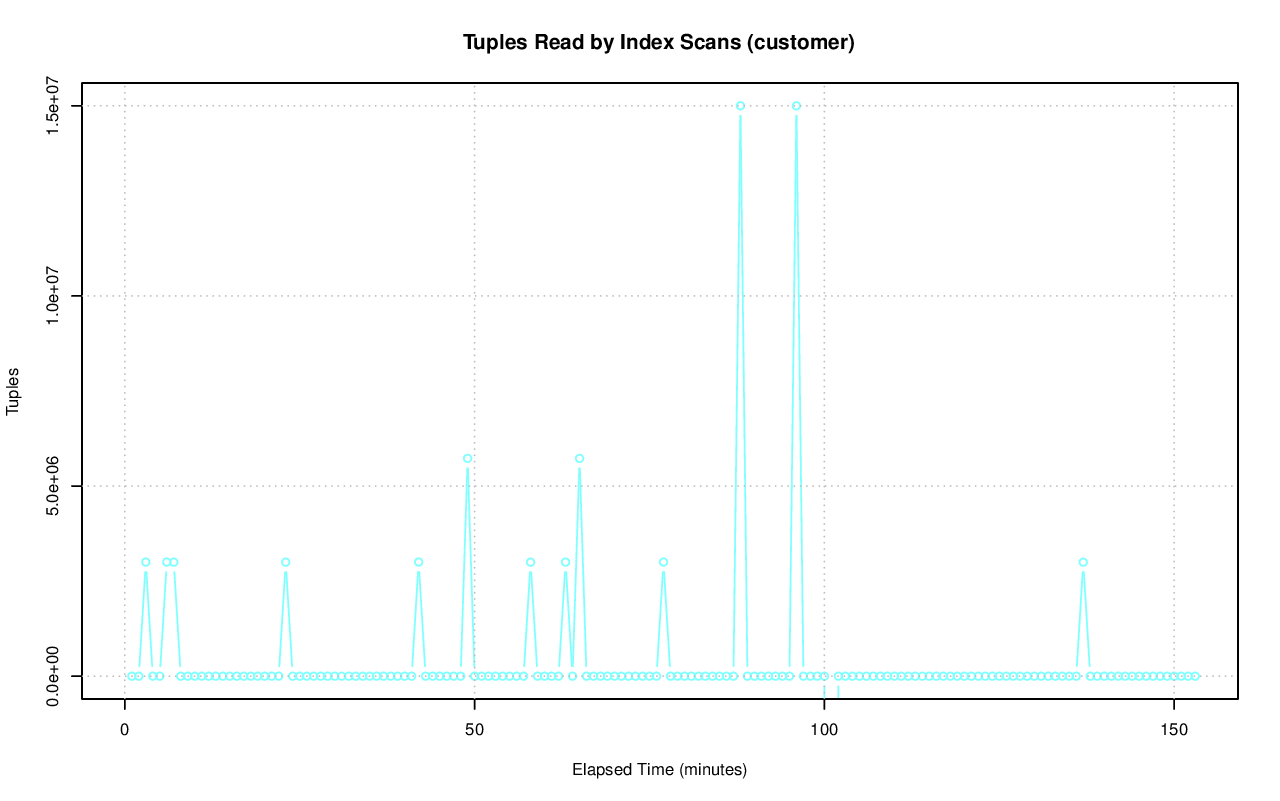 Tuples Read by Index Scans (customer)
Tuples
1.5e+07
1.0e+07
5.0e+06
0.0e+00
0 50 100 150
Elapsed Time (minutes)